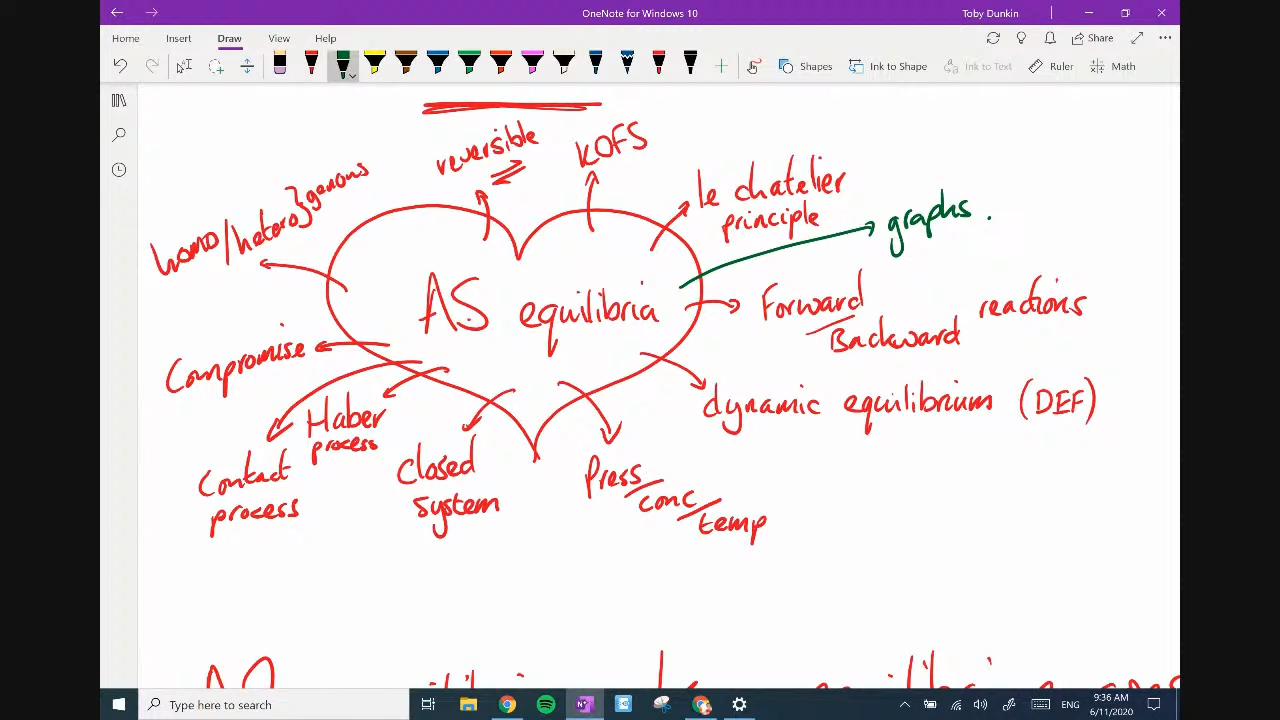 OneNote for Windows 10
Toby Dunkin
Home Insert Draw View Help
Share
Shapes Ink to Shape Ink to Text Ruler Math
reversible
KOFS
homo/hetero}genous
le chatelier
principle
graphs.
AS equilibria
Forward/
Backward reactions
Compromise
dynamic equilibrium (DEF)
Haber
process
Contact
process
Closed
system
Press/
conc/
temp
Type here to search
ENG
9:36 AM
6/11/2020